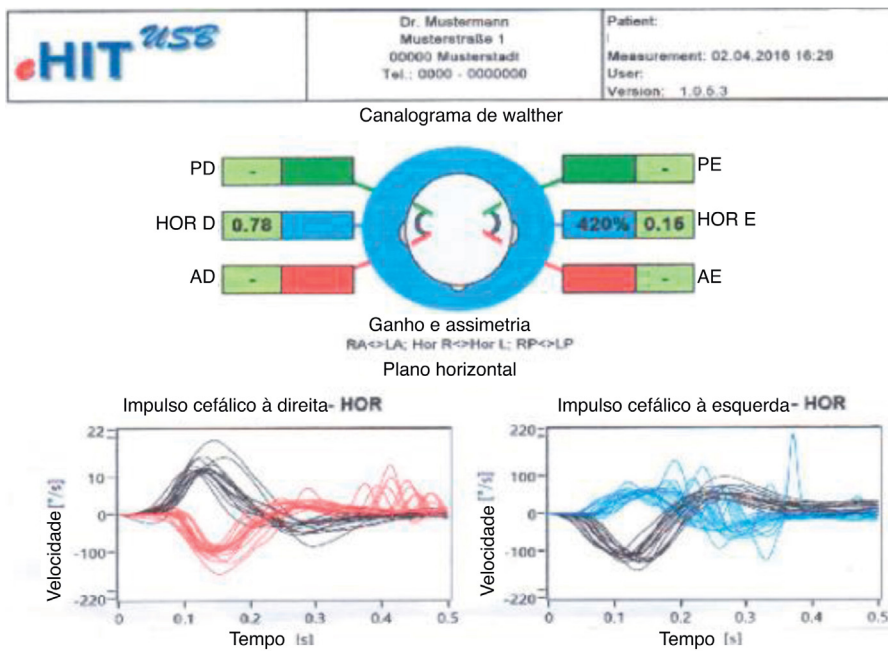 eHIT USB
Dr. Mustermann
Musterstraße 1
00000 Musterstadt
Tel.: 0000 - 0000000
Patient:
Measurement: 02.04.2016 16:29
User:
Version: 1.0.5.3
Canalograma de walther
PD - - PE
HOR D 0.78 420% 0.15 HOR E
AD - - AE
Ganho e assimetria
RA<>LA; Hor R<>Hor L; RP<>LP
Plano horizontal
Impulso cefálico à direita- HOR
22
10
0
-100
-220
Velocidade [°/s]
0 0.1 0.2 0.3 0.4 0.5
Tempo [s]
Impulso cefálico à esquerda- HOR
220
100
0
-100
-220
Velocidade [°/s]
0 0.1 0.2 0.3 0.4 0.5
Tempo [s]